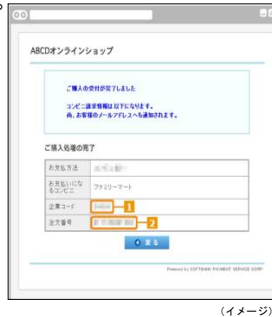 ABCDオンラインショップ
ご購入の受付が完了しました
コンビニ請求情報は以下になります。
尚、お客様のメールアドレスへも通知されます。
ご購入処理の完了
お支払方法
お支払いになるコンビニ
ファミリーマート
企業コード
1
注文番号
2
戻る
Powered by SOFTBANK PAYMENT SERVICE CORP.
(イメージ)